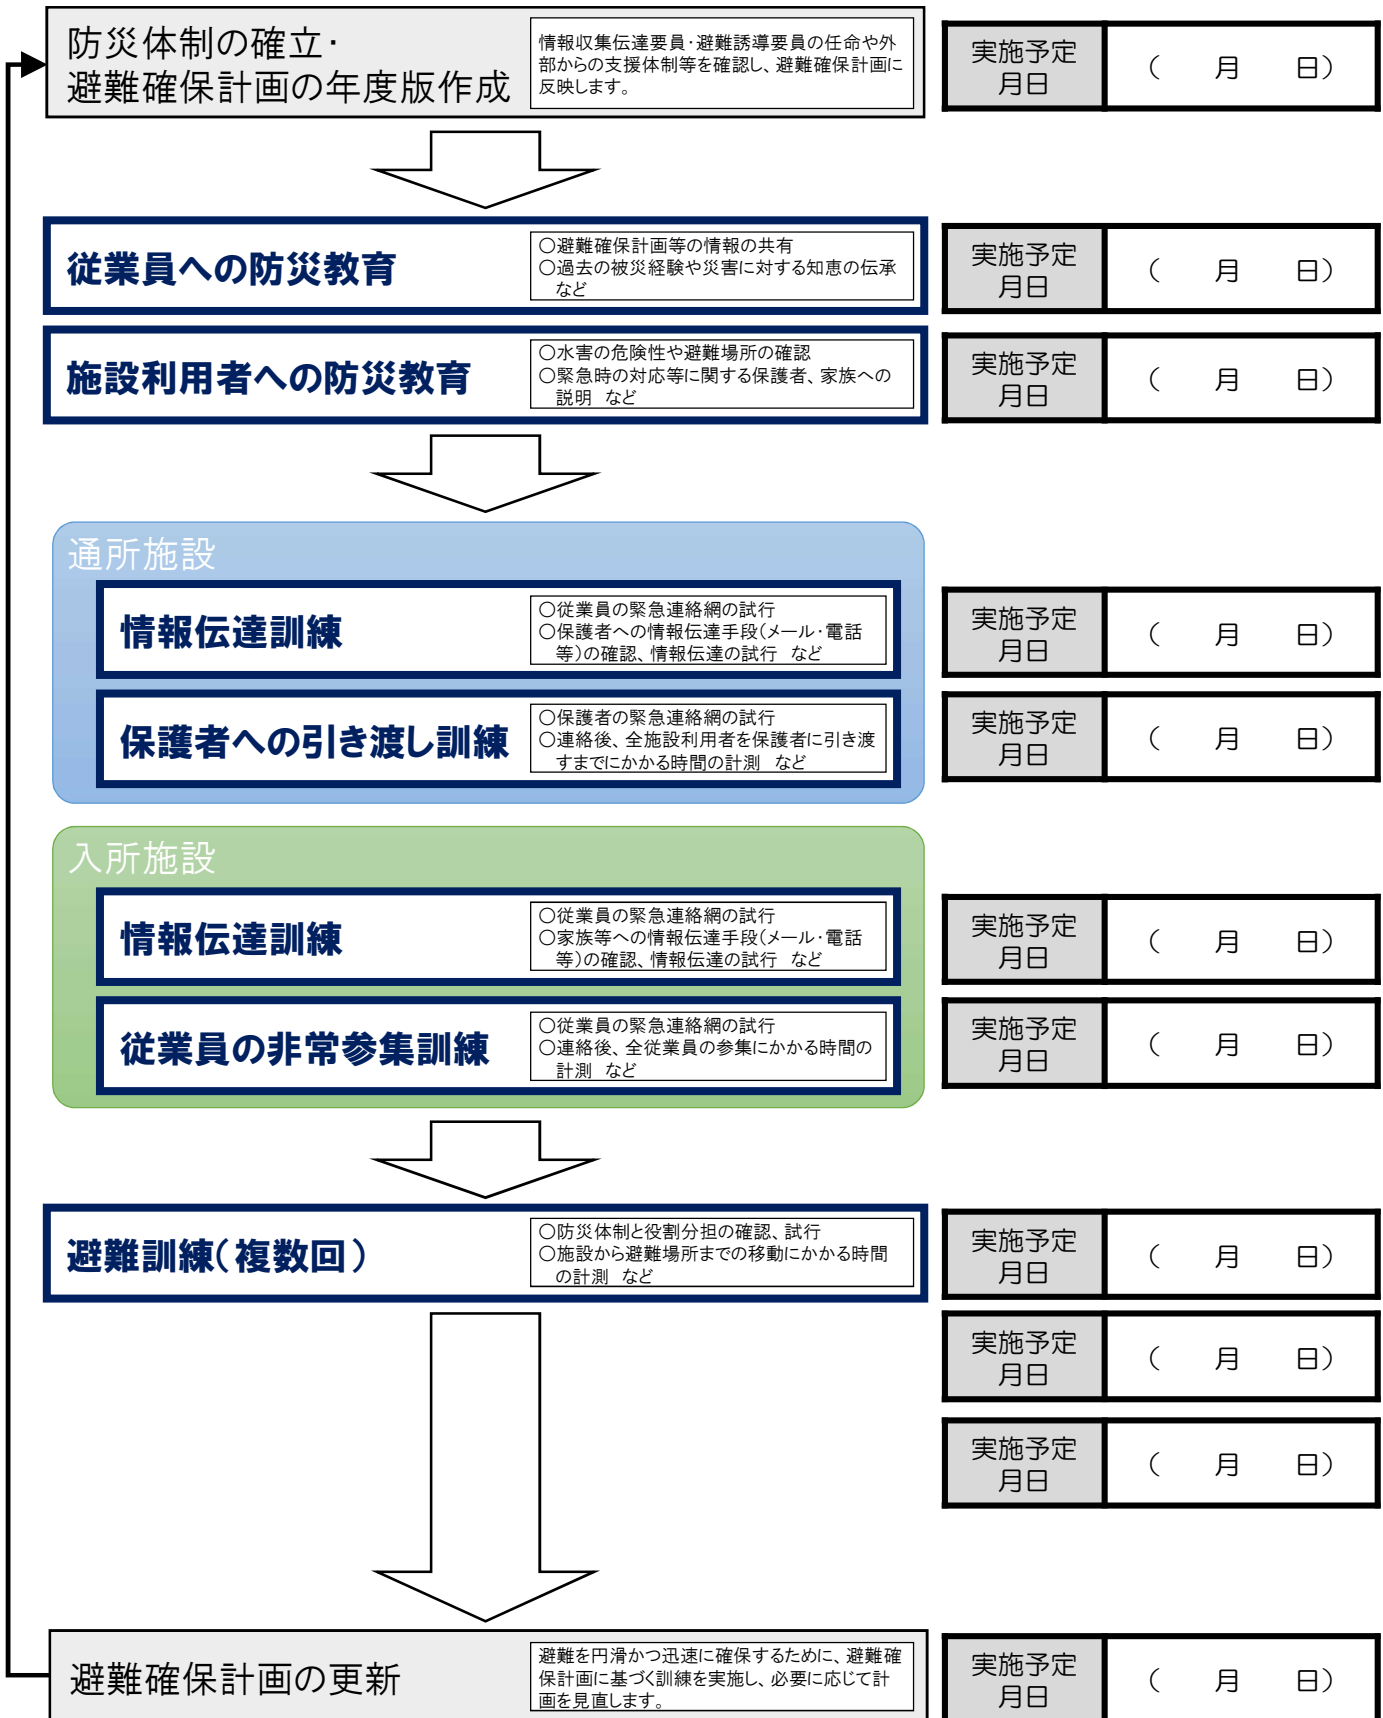 防災体制の確立・
避難確保計画の年度版作成
情報収集伝達要員・避難誘導要員の任命や外
部からの支援体制等を確認し、避難確保計画に
反映します。
実施予定
月日
（　月　日）
従業員への防災教育
○避難確保計画等の情報の共有
○過去の被災経験や災害に対する知恵の伝承
など
実施予定
月日
（　月　日）
施設利用者への防災教育
○水害の危険性や避難場所の確認
○緊急時の対応等に関する保護者、家族への
説明　など
実施予定
月日
（　月　日）
通所施設
情報伝達訓練
○従業員の緊急連絡網の試行
○保護者への情報伝達手段（メール・電話
等）の確認、情報伝達の試行　など
実施予定
月日
（　月　日）
保護者への引き渡し訓練
○保護者の緊急連絡網の試行
○連絡後、全施設利用者を保護者に引き渡
すまでにかかる時間の計測　など
実施予定
月日
（　月　日）
入所施設
情報伝達訓練
○従業員の緊急連絡網の試行
○家族等への情報伝達手段（メール・電話
等）の確認、情報伝達の試行　など
実施予定
月日
（　月　日）
従業員の非常参集訓練
○従業員の緊急連絡網の試行
○連絡後、全従業員の参集にかかる時間の
計測　など
実施予定
月日
（　月　日）
避難訓練（複数回）
○防災体制と役割分担の確認、試行
○施設から避難場所までの移動にかかる時間
の計測　など
実施予定
月日
（　月　日）
実施予定
月日
（　月　日）
実施予定
月日
（　月　日）
避難確保計画の更新
避難を円滑かつ迅速に確保するために、避難確
保計画に基づく訓練を実施し、必要に応じて計
画を見直します。
実施予定
月日
（　月　日）